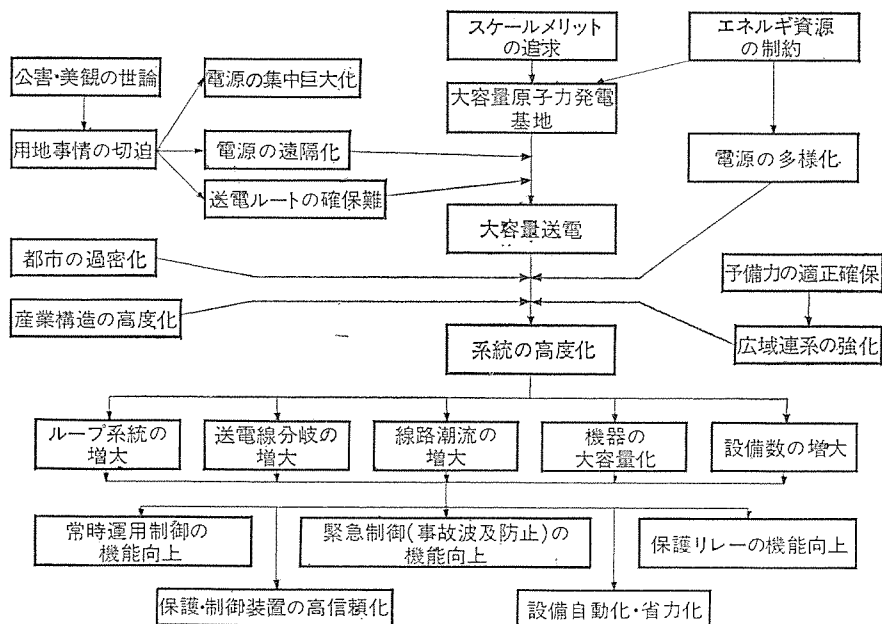 スケールメリット
の追求
エネルギ資源
の制約
公害・美観の世論
電源の集中巨大化
大容量原子力発電
基地
用地事情の切迫
電源の遠隔化
電源の多様化
送電ルートの確保難
大容量送電
都市の過密化
予備力の適正確保
産業構造の高度化
系統の高度化
広域連系の強化
ループ系統の
増大
送電線分岐の
増大
線路潮流の
増大
機器の
大容量化
設備数の増大
常時運用制御の
機能向上
緊急制御(事故波及防止)の
機能向上
保護リレーの機能向上
保護・制御装置の高信頼化
設備自動化・省力化